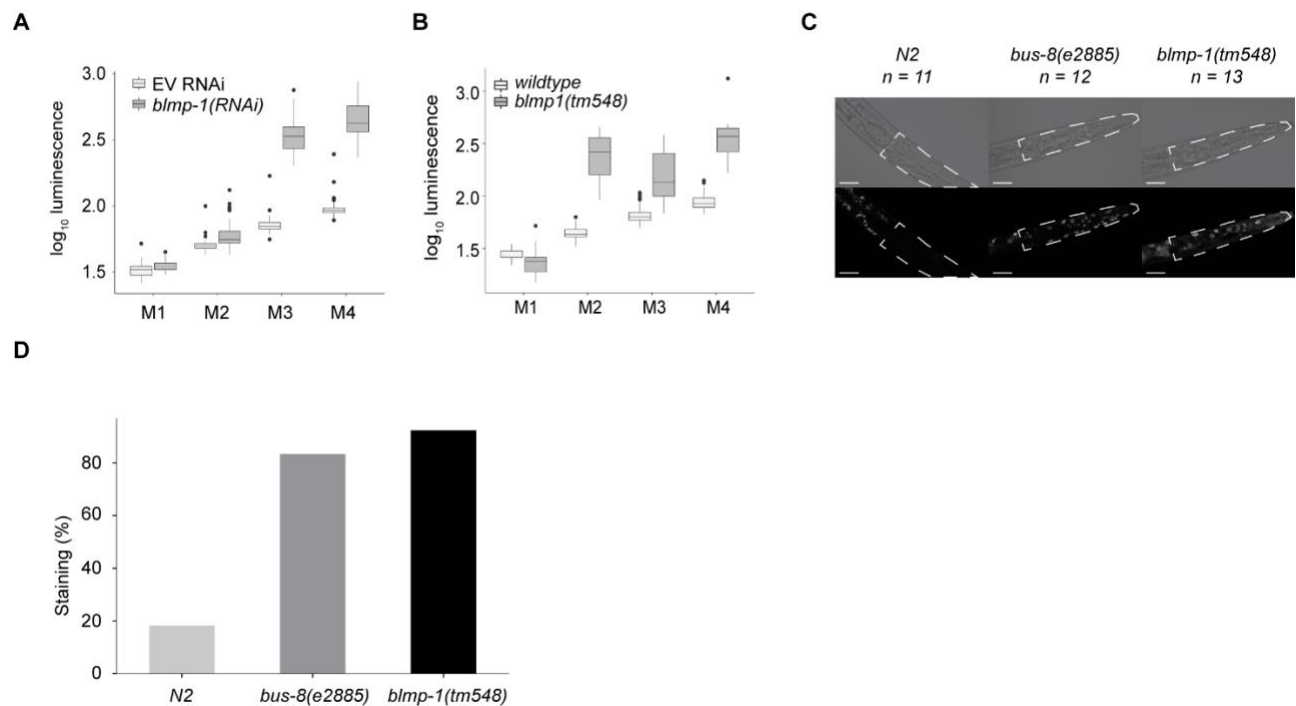 A
log10 luminescence
3.0
2.5
2.0
1.5
EV RNAi
blmp-1(RNAi)
M1 M2 M3 M4
B
log10 luminescence
3.0
2.5
2.0
1.5
wildtype
blmp1(tm548)
M1 M2 M3 M4
C
N2 bus-8(e2885) blmp-1(tm548)
n = 11 n = 12 n = 13
D
Staining (%)
80
60
40
20
0
N2 bus-8(e2885) blmp-1(tm548)